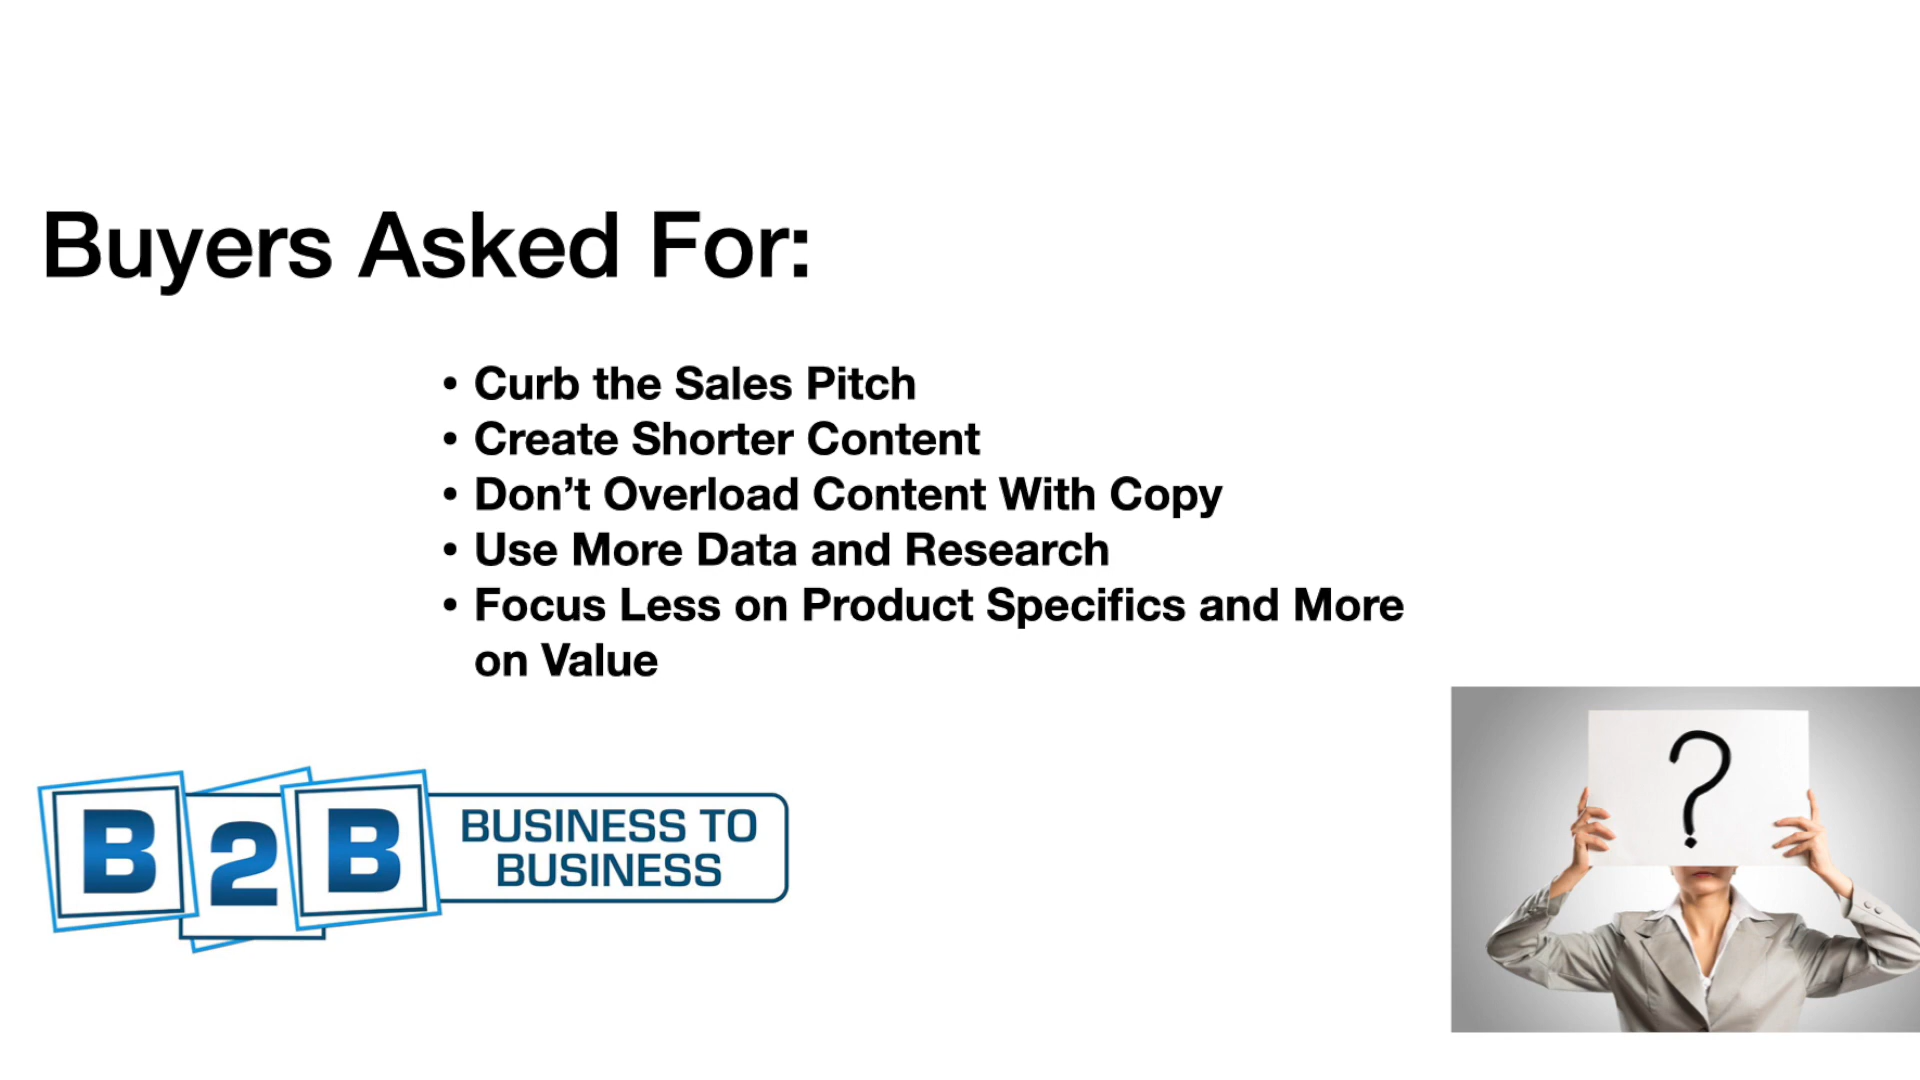 Buyers Asked For:
• Curb the Sales Pitch
• Create Shorter Content
• Don’t Overload Content With Copy
• Use More Data and Research
• Focus Less on Product Specifics and More
on Value
B2B
BUSINESS TO
BUSINESS
?